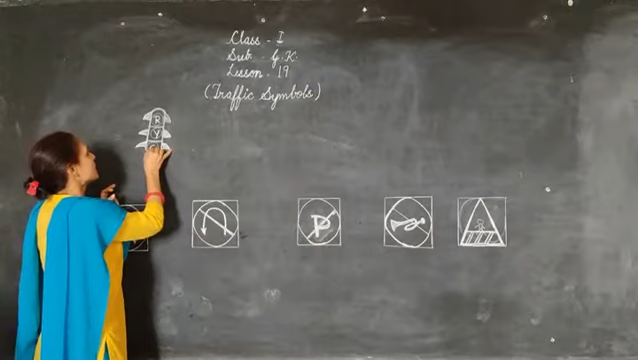 Class - I
Sub - G.K.
Lesson - 19
(Traffic Symbols)
R
Y
P